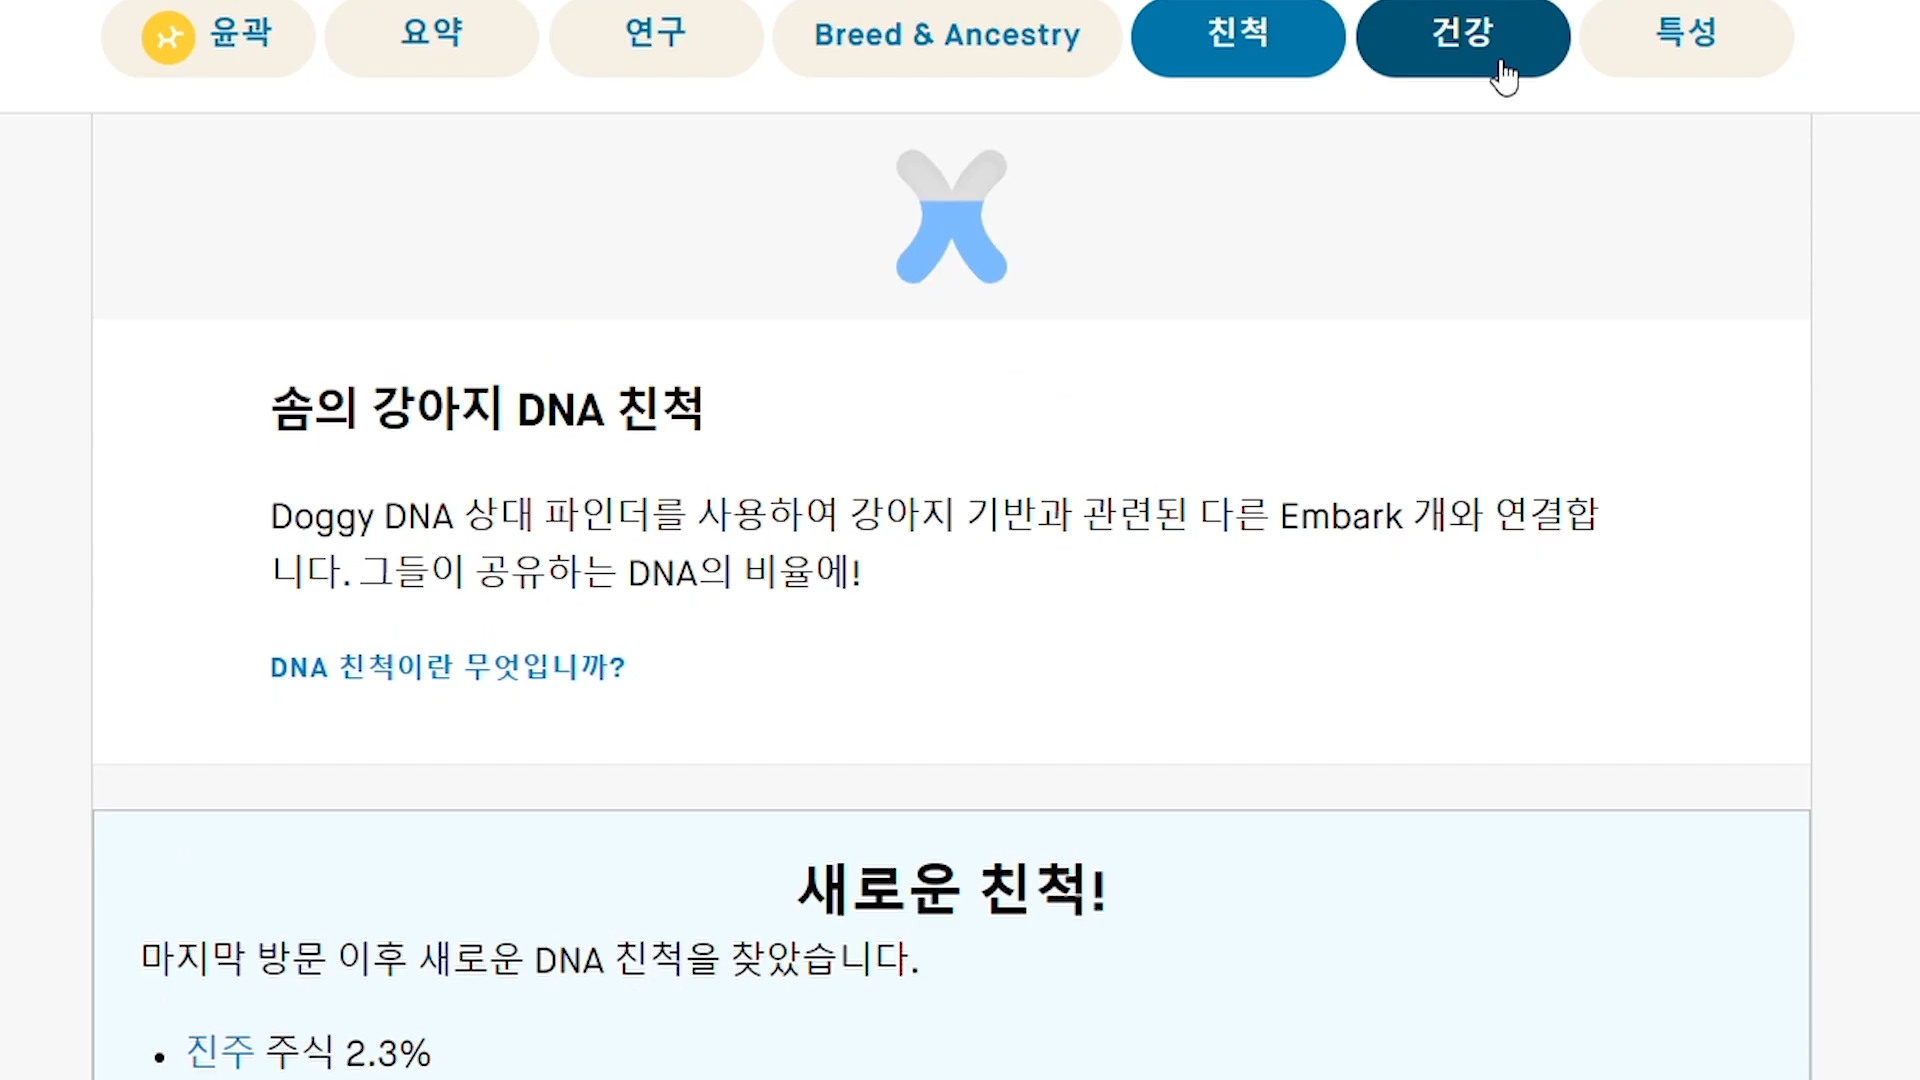 윤곽
요약
연구
Breed & Ancestry
친척
건강
특성
솜의 강아지 DNA 친척
Doggy DNA 상대 파인더를 사용하여 강아지 기반과 관련된 다른 Embark 개와 연결합
니다. 그들이 공유하는 DNA의 비율에!
DNA 친척이란 무엇입니까?
새로운 친척!
마지막 방문 이후 새로운 DNA 친척을 찾았습니다.
• 진주 주식 2.3%